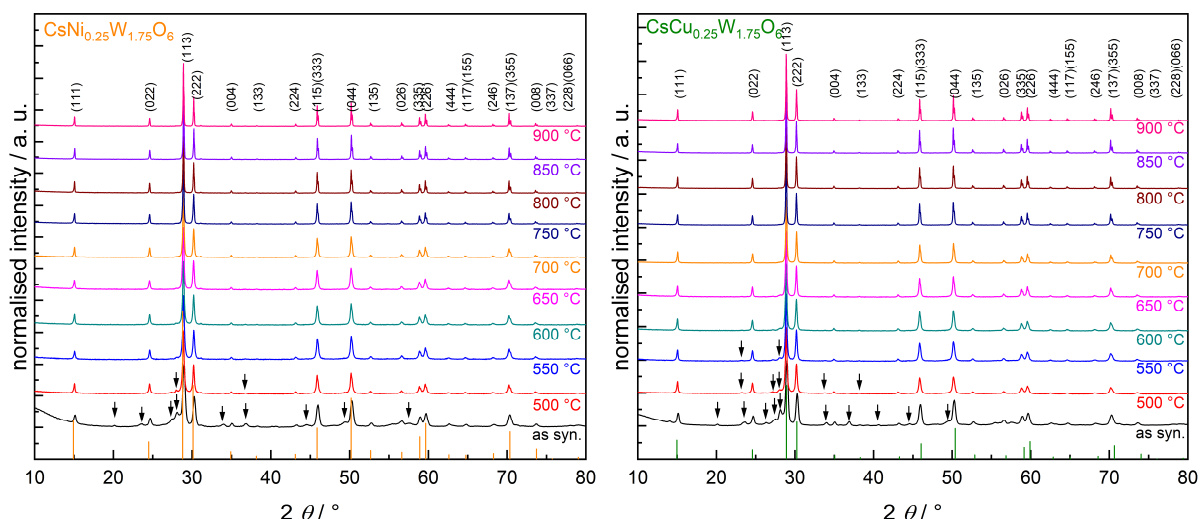 CsNi0.25W1.75O6
(111)
(022)
(113)
(222)
(004)
(133)
(224)
(115)(333)
(044)
(135)
(026)
(335)
(226)
(444)
(117)(155)
(246)
(137)(355)
(008)
(337)
(228)(066)
900 °C
850 °C
800 °C
750 °C
700 °C
650 °C
600 °C
550 °C
500 °C
as syn.
normalised intensity / a. u.
10 20 30 40 50 60 70 80
2 θ / °
CsCu0.25W1.75O6
(111)
(022)
(113)
(222)
(004)
(133)
(224)
(115)(333)
(044)
(135)
(026)
(335)
(226)
(444)
(117)(155)
(246)
(137)(355)
(008)
(337)
(228)(066)
900 °C
850 °C
800 °C
750 °C
700 °C
650 °C
600 °C
550 °C
500 °C
as syn.
normalised intensity / a. u.
10 20 30 40 50 60 70 80
2 θ / °